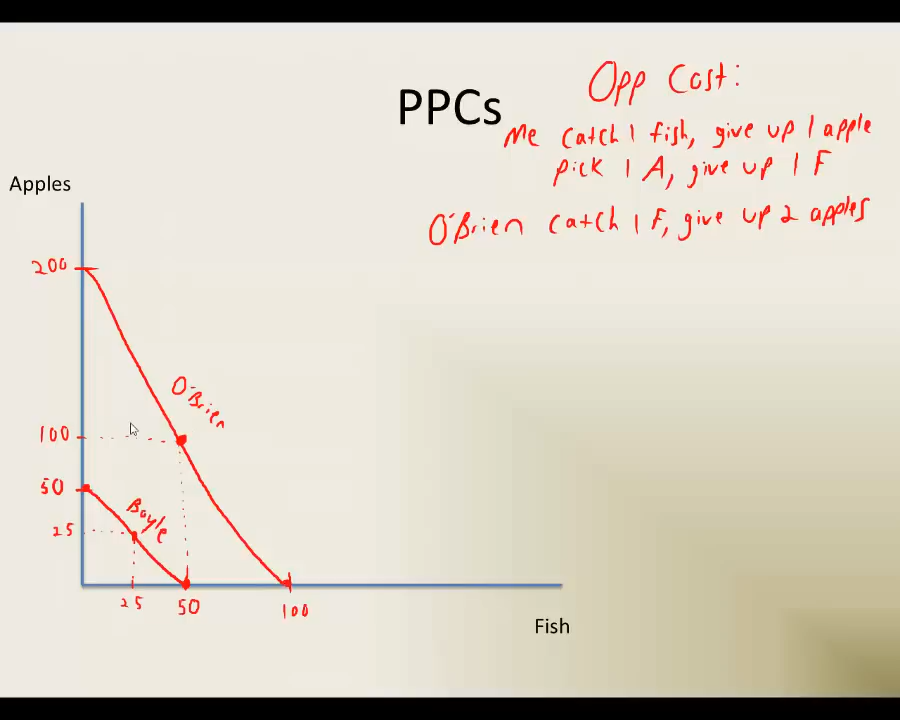 PPCs
Opp Cost:
Me catch 1 fish, give up 1 apple
pick 1 A, give up 1 F
O'Brien catch 1 F, give up 2 apples
Apples
200
O'Brien
100
50
Boyle
25
25
50
100
Fish